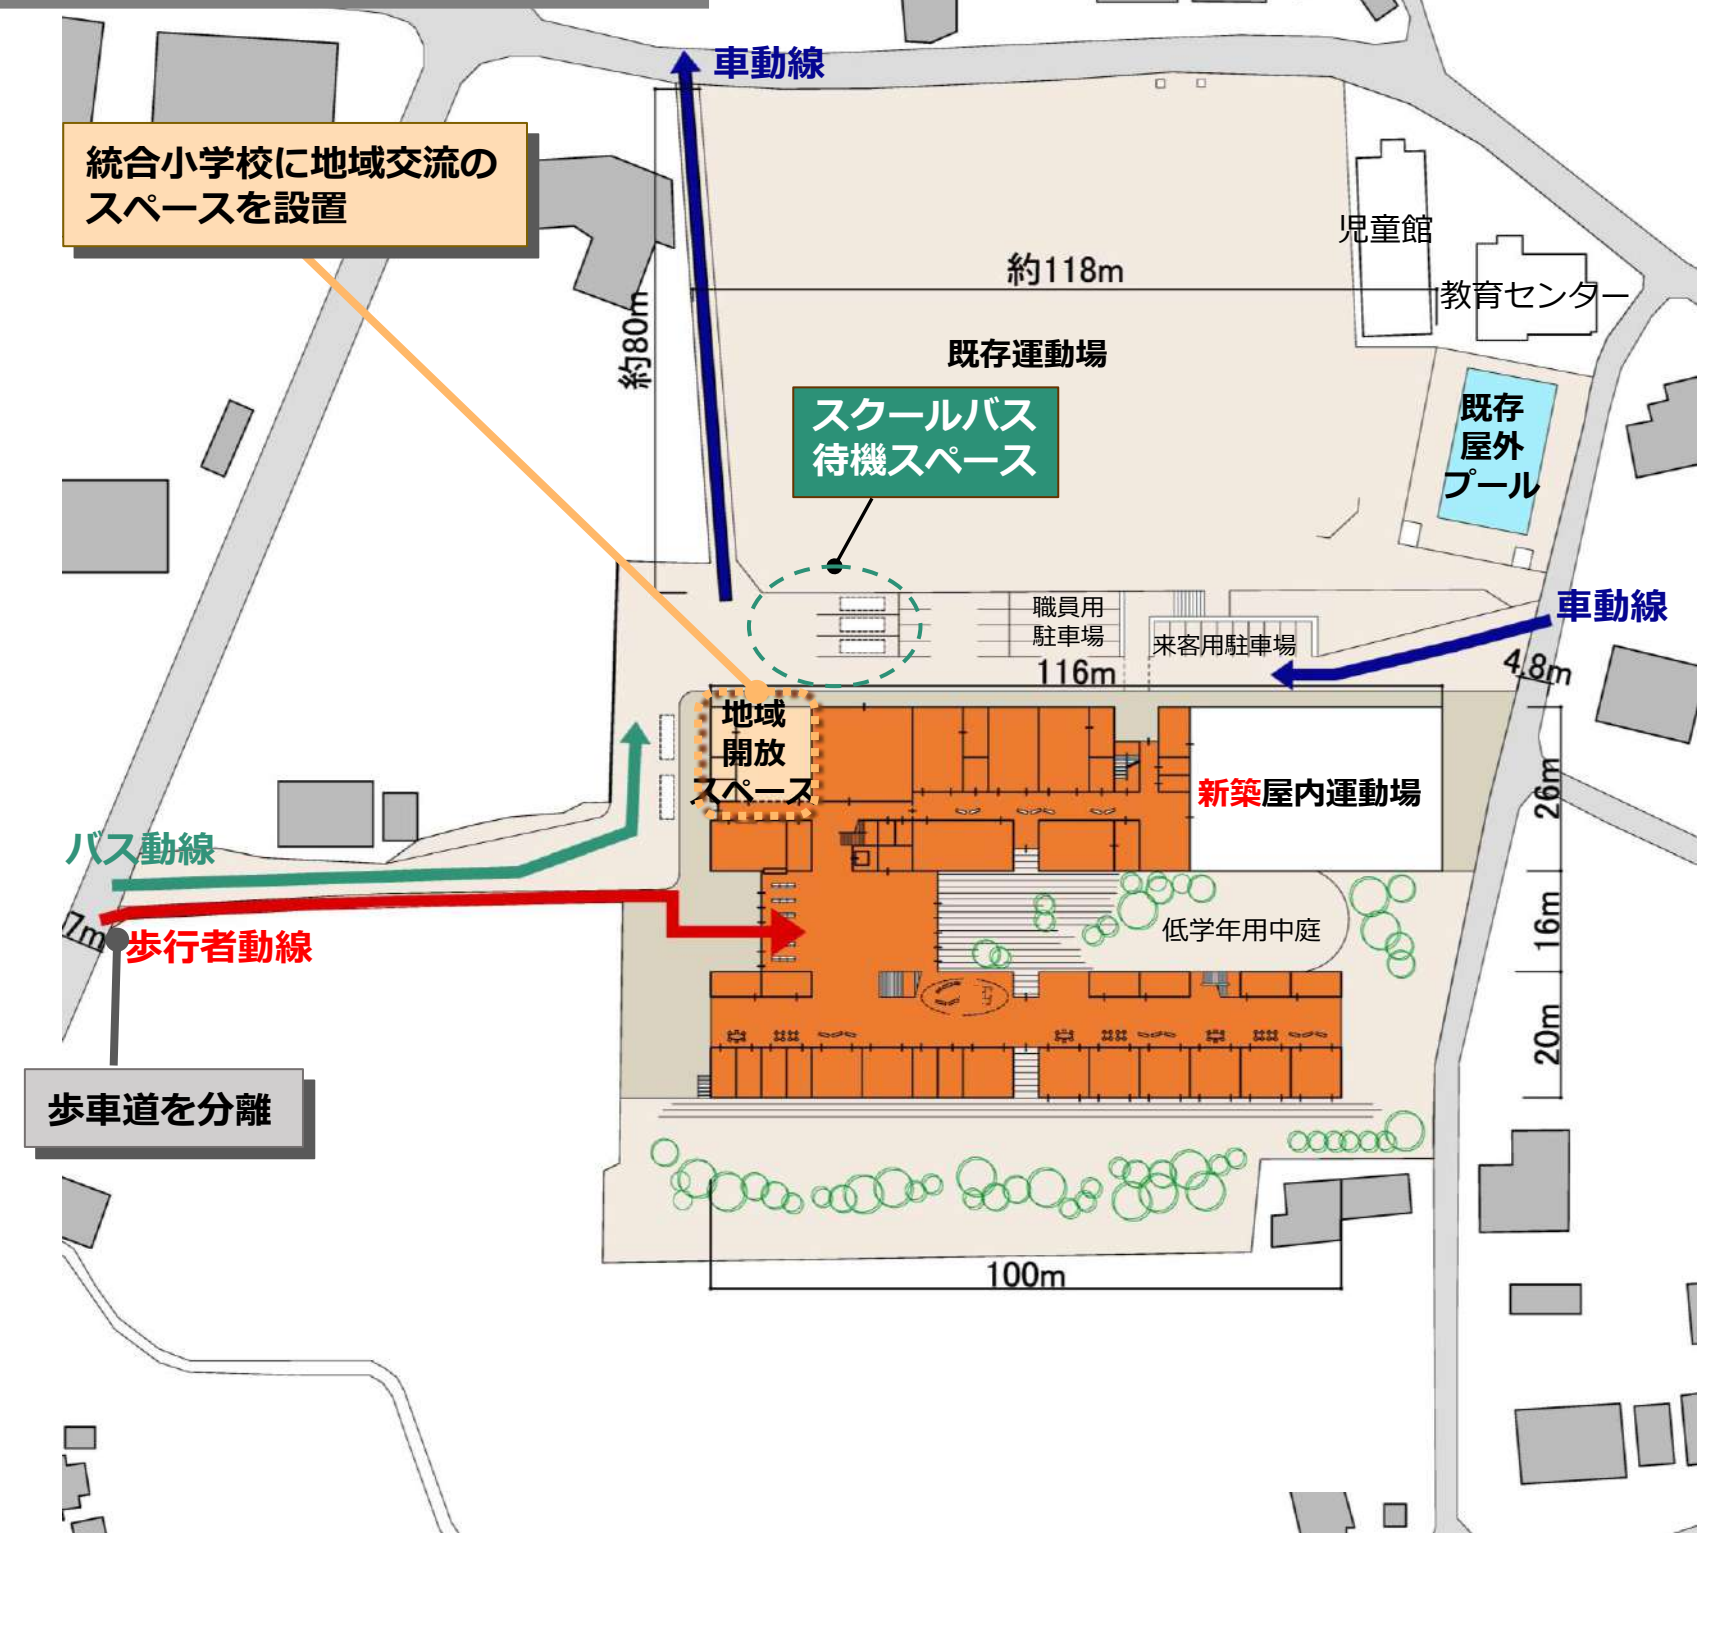 車動線
統合小学校に地域交流の
スペースを設置
児童館
約118m
教育センター
約80m
既存運動場
スクールバス
待機スペース
既存
屋外
プール
職員用
駐車場
来客用駐車場
車動線
116m
4.8m
地域
開放
スペース
新築屋内運動場
26m
バス動線
7m
歩行者動線
低学年用中庭
16m
20m
歩車道を分離
100m